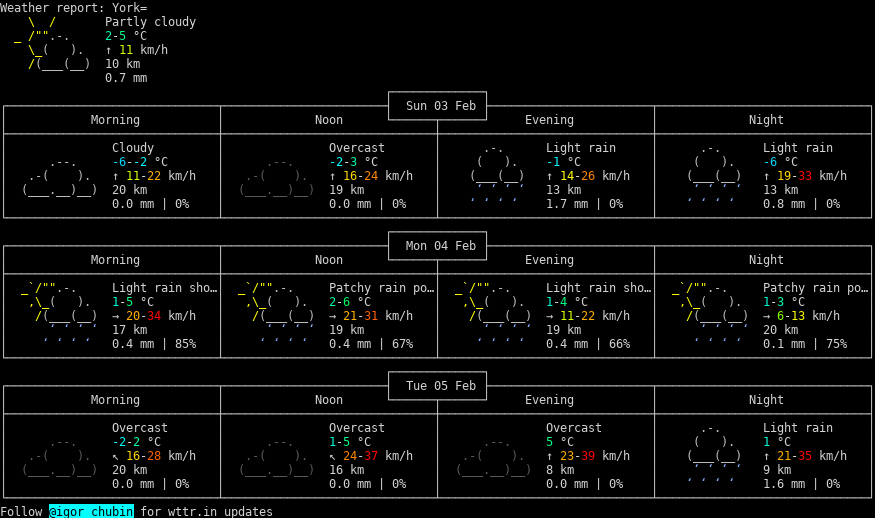 Weather report: York=
Partly cloudy
2-5 °C
↑ 11 km/h
10 km
0.7 mm
Sun 03 Feb
Morning Noon Evening Night
Cloudy Overcast Light rain Light rain
-6--2 °C -2-3 °C -1 °C -6 °C
↑ 11-22 km/h ↑ 16-24 km/h ↑ 14-26 km/h ↑ 19-33 km/h
20 km 19 km 13 km 13 km
0.0 mm | 0% 0.0 mm | 0% 1.7 mm | 0% 0.8 mm | 0%
Mon 04 Feb
Morning Noon Evening Night
Light rain sho… Patchy rain po… Light rain sho… Patchy rain po…
1-5 °C 2-6 °C 1-4 °C 1-3 °C
→ 20-34 km/h → 21-31 km/h → 11-22 km/h → 6-13 km/h
17 km 19 km 19 km 20 km
0.4 mm | 85% 0.4 mm | 67% 0.4 mm | 66% 0.1 mm | 75%
Tue 05 Feb
Morning Noon Evening Night
Overcast Overcast Overcast Light rain
-2-2 °C 1-5 °C 5 °C 1 °C
↖ 16-28 km/h ↖ 24-37 km/h ↑ 23-39 km/h ↑ 21-35 km/h
20 km 16 km 8 km 9 km
0.0 mm | 0% 0.0 mm | 0% 0.0 mm | 0% 1.6 mm | 0%
Follow @igor_chubin for wttr.in updates